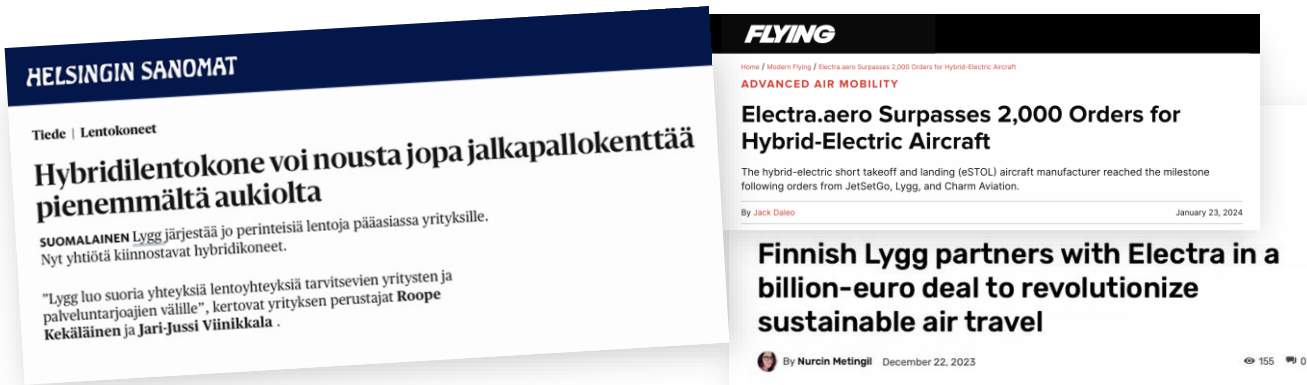 HELSINGIN SANOMAT
Tiede | Lentokoneet
Hybridilentokone voi nousta jopa jalkapallokenttää
pienemmältä aukiolta
SUOMALAINEN Lygg järjestää jo perinteisiä lentoja pääasiassa yrityksille.
Nyt yhtiötä kiinnostavat hybridikoneet.
"Lygg luo suoria yhteyksiä lentoyhteyksiä tarvitsevien yritysten ja
palveluntarjoajien välille”, kertovat yrityksen perustajat Roope
Kekäläinen ja Jari-Jussi Viinikkala .
FLYING
Home / Modern Flying / Electra.aero Surpasses 2,000 Orders for Hybrid-Electric Aircraft
ADVANCED AIR MOBILITY
Electra.aero Surpasses 2,000 Orders for
Hybrid-Electric Aircraft
The hybrid-electric short takeoff and landing (eSTOL) aircraft manufacturer reached the milestone
following orders from JetSetGo, Lygg, and Charm Aviation.
By Jack Daleo January 23, 2024
Finnish Lygg partners with Electra in a
billion-euro deal to revolutionize
sustainable air travel
By Nurcin Metingil December 22, 2023 155 0